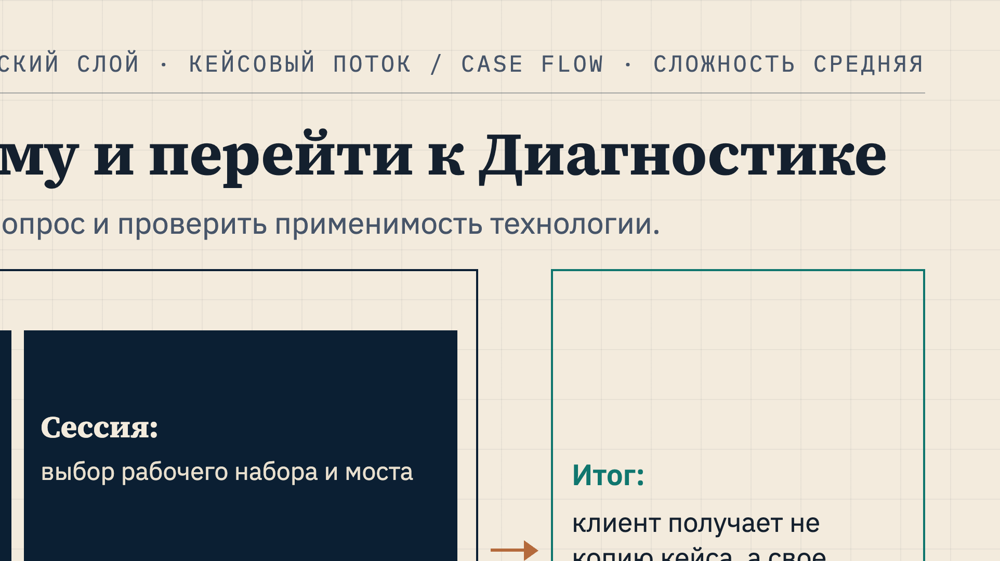 СКИЙ СЛОЙ · КЕЙСОВЫЙ ПОТОК / CASE FLOW · СЛОЖНОСТЬ СРЕДНЯЯ
му и перейти к Диагностике
опрос и проверить применимость технологии.
Сессия:
выбор рабочего набора и моста
Итог:
клиент получает не
копию кейса, а свое